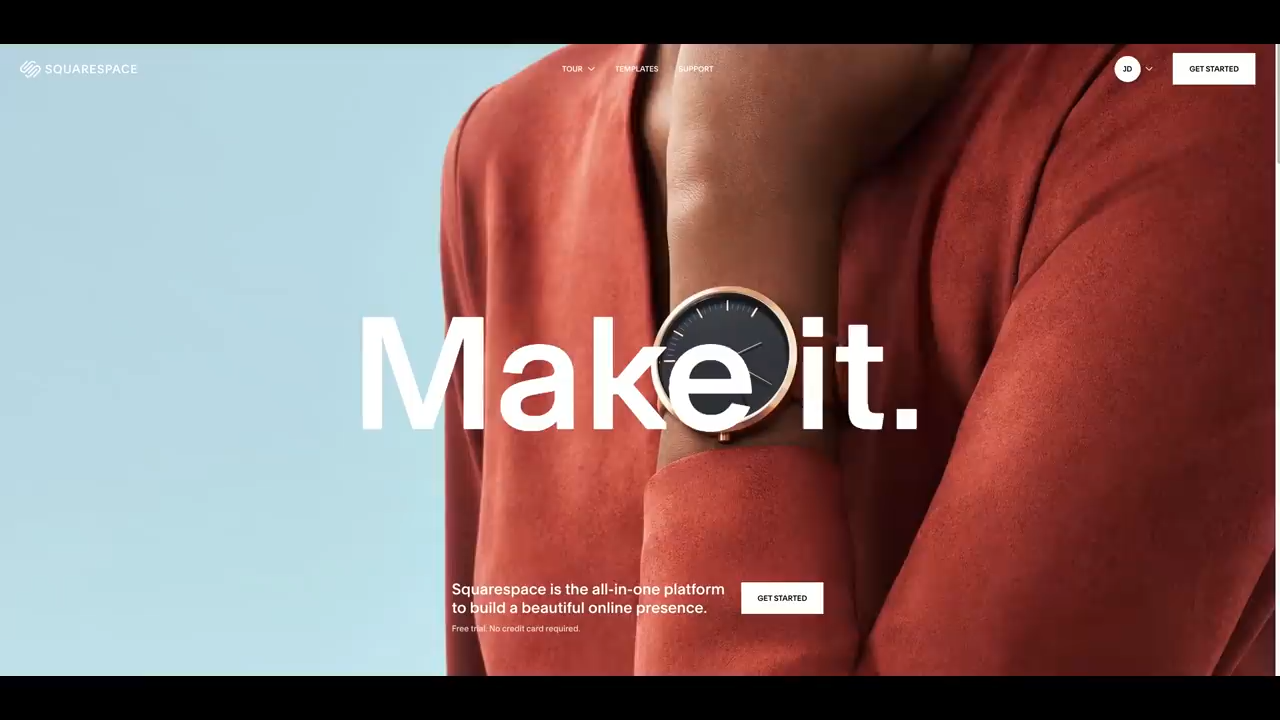 SQUARESPACE
TOUR
TEMPLATES
SUPPORT
JD
GET STARTED
Make it.
Squarespace is the all-in-one platform
to build a beautiful online presence.
GET STARTED
Free trial. No credit card required.